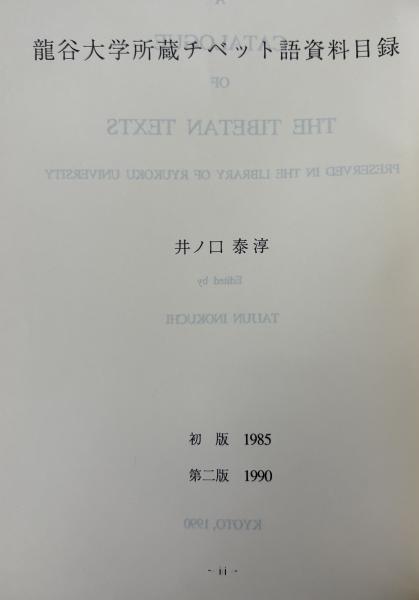 龍谷大学所蔵チベット語資料目録
井ノ口 泰淳
初 版 1985
第二版 1990
- ii -
A
CATALOGUE
OF
THE TIBETAN TEXTS
PRESERVED IN THE LIBRARY OF RYUKOKU UNIVERSITY
Edited by
TAIJUN INOKUCHI
KYOTO, 1990